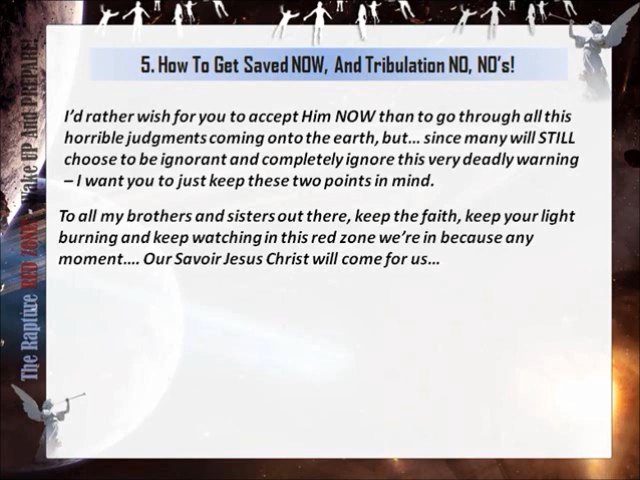 5. How To Get Saved NOW, And Tribulation NO, NO's!
I'd rather wish for you to accept Him NOW than to go through all this
horrible judgments coming onto the earth, but... since many will STILL
choose to be ignorant and completely ignore this very deadly warning
– I want you to just keep these two points in mind.
To all my brothers and sisters out there, keep the faith, keep your light
burning and keep watching in this red zone we're in because any
moment.... Our Savoir Jesus Christ will come for us...
The Rapture RED ZONE - Wake UP And PREPARE!